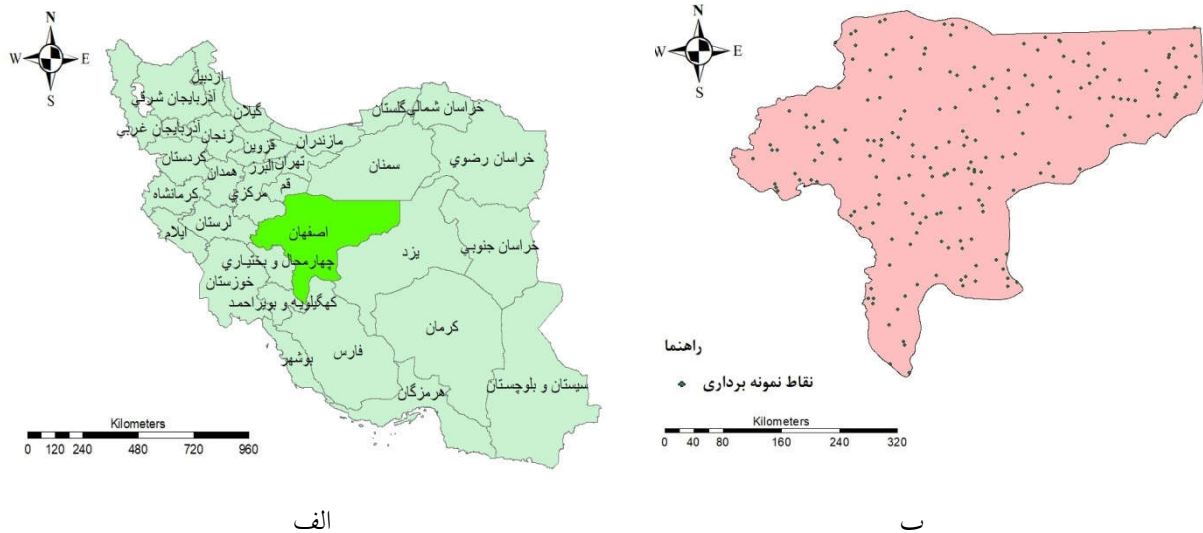 N
W E
S
اردبيل
آذربايجان شرقي
گيلان
آذربايجان غربي
زنجان
قزوين
مازندران
گلستان
خراسان شمالي
كردستان
همدان
البرز
تهران
سمنان
خراسان رضوي
كرمانشاه
مركزي
قم
لرستان
ايلام
اصفهان
چهارمحال و بختياري
يزد
خراسان جنوبي
خوزستان
كهگيلويه و بويراحمد
كرمان
فارس
بوشهر
هرمزگان
سيستان و بلوچستان
Kilometers
0 120 240 480 720 960
الف
N
W E
S
راهنما
نقاط نمونه برداری
Kilometers
0 40 80 160 240 320
ب